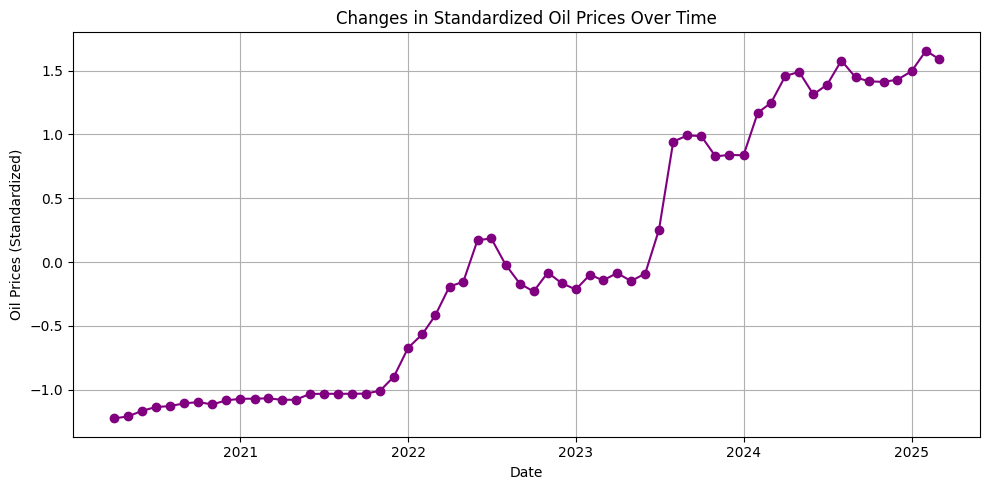 Changes in Standardized Oil Prices Over Time
Oil Prices (Standardized)
1.5
1.0
0.5
0.0
−0.5
−1.0
2021 2022 2023 2024 2025
Date